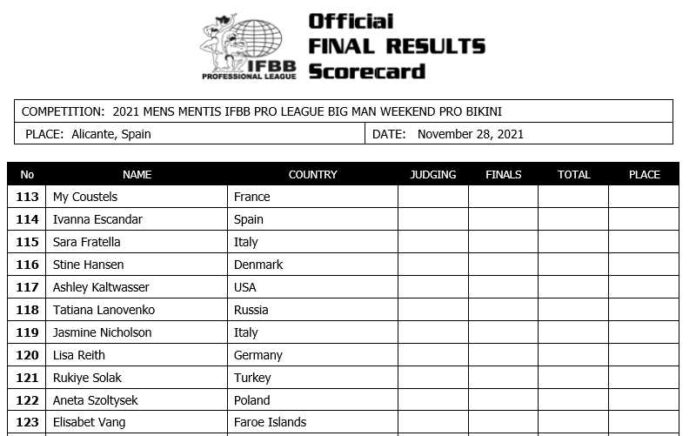 Official
FINAL RESULTS
Scorecard
IFBB
PROFESSIONAL LEAGUE
COMPETITION: 2021 MENS MENTIS IFBB PRO LEAGUE BIG MAN WEEKEND PRO BIKINI
PLACE: Alicante, Spain DATE: November 28, 2021
No NAME COUNTRY JUDGING FINALS TOTAL PLACE
113 My Coustels France
114 Ivanna Escandar Spain
115 Sara Fratella Italy
116 Stine Hansen Denmark
117 Ashley Kaltwasser USA
118 Tatiana Lanovenko Russia
119 Jasmine Nicholson Italy
120 Lisa Reith Germany
121 Rukiye Solak Turkey
122 Aneta Szoltysek Poland
123 Elisabet Vang Faroe Islands